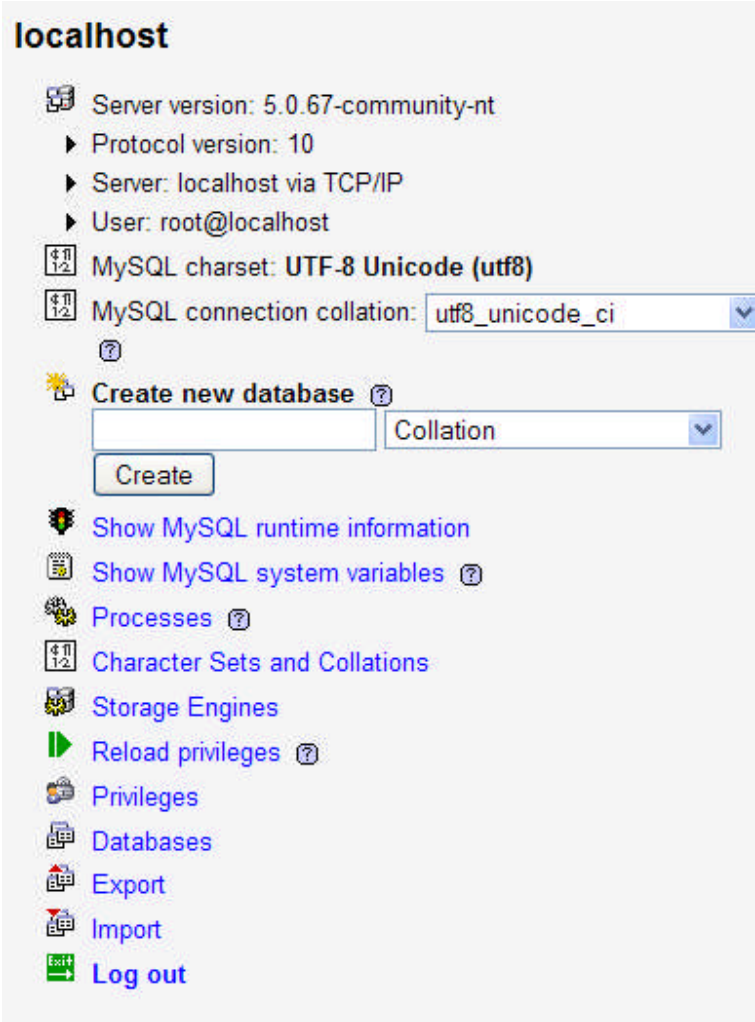 localhost
Server version: 5.0.67-community-nt
Protocol version: 10
Server: localhost via TCP/IP
User: root@localhost
MySQL charset: UTF-8 Unicode (utf8)
MySQL connection collation: utf8_unicode_ci
?
Create new database ?
Collation
Create
Show MySQL runtime information
Show MySQL system variables ?
Processes ?
Character Sets and Collations
Storage Engines
Reload privileges ?
Privileges
Databases
Export
Import
Exit Log out